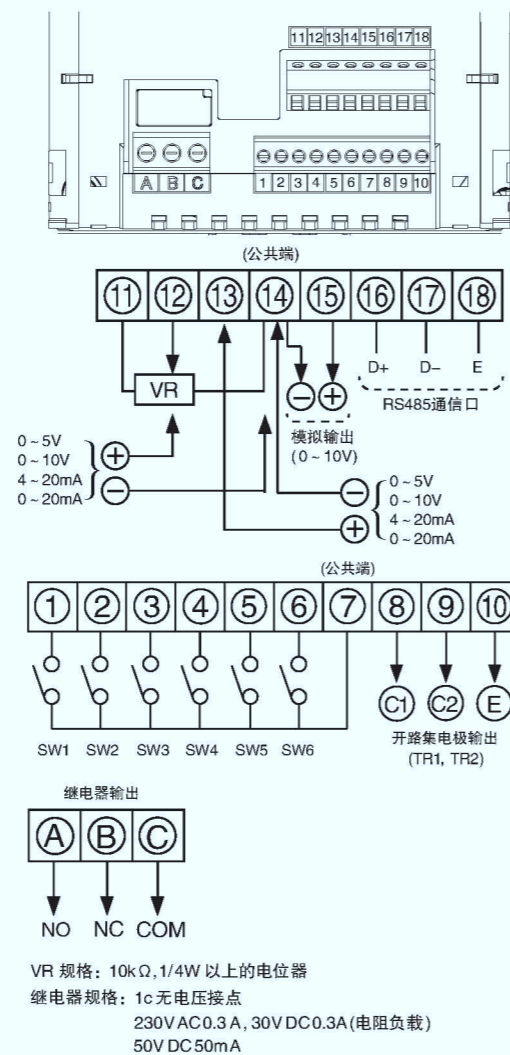 11 12 13 14 15 16 17 18
A B C
1 2 3 4 5 6 7 8 9 10
(公共端)
11 12 13 14 15 16 17 18
D+ D− E
VR
− +
RS485通信口
模拟输出
(0～10V)
0～5V
0～10V
4～20mA
0～20mA
+
−
−
+
0～5V
0～10V
4～20mA
0～20mA
(公共端)
1 2 3 4 5 6 7 8 9 10
C1 C2 E
SW1 SW2 SW3 SW4 SW5 SW6
开路集电极输出
(TR1, TR2)
继电器输出
A B C
NO NC COM
VR 规格：10kΩ,1/4W 以上的电位器
继电器规格：1c 无电压接点
230V AC0.3 A, 30V DC0.3A (电阻负载)
50V DC 50mA